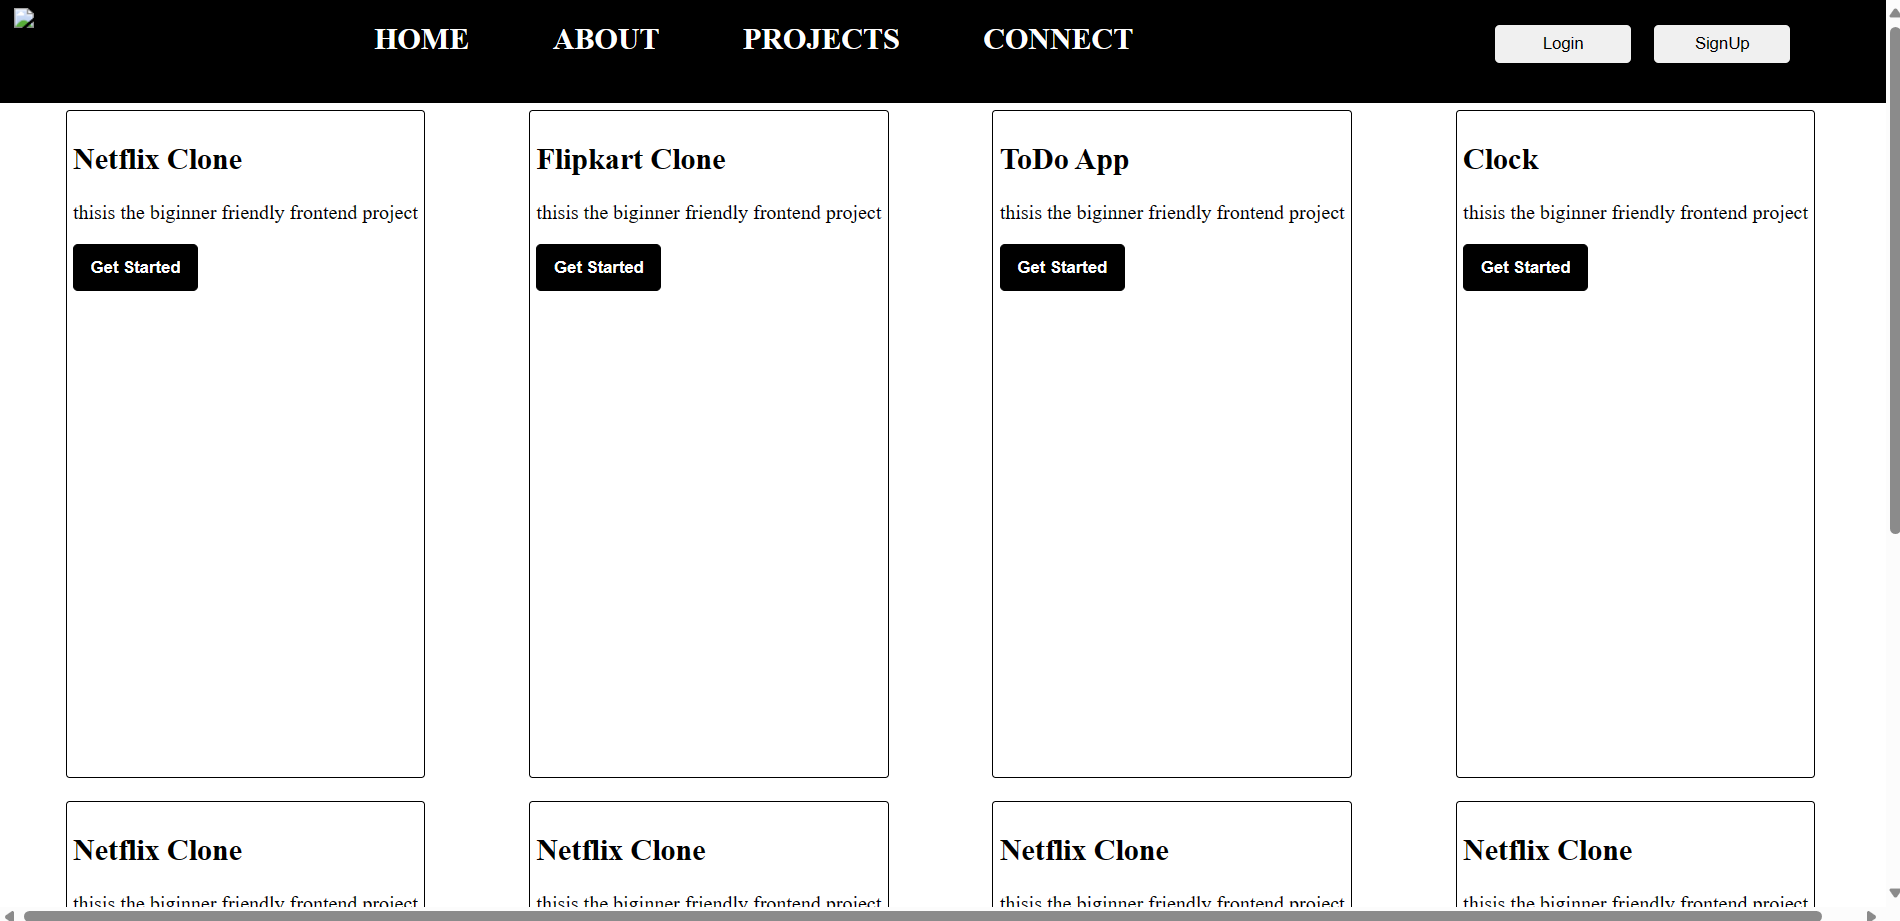 HOME ABOUT PROJECTS CONNECT Login SignUp
Netflix Clone
thisis the biginner friendly frontend project
Get Started
Flipkart Clone
thisis the biginner friendly frontend project
Get Started
ToDo App
thisis the biginner friendly frontend project
Get Started
Clock
thisis the biginner friendly frontend project
Get Started
Netflix Clone
thisis the biginner friendly frontend project
Netflix Clone
thisis the biginner friendly frontend project
Netflix Clone
thisis the biginner friendly frontend project
Netflix Clone
thisis the biginner friendly frontend project